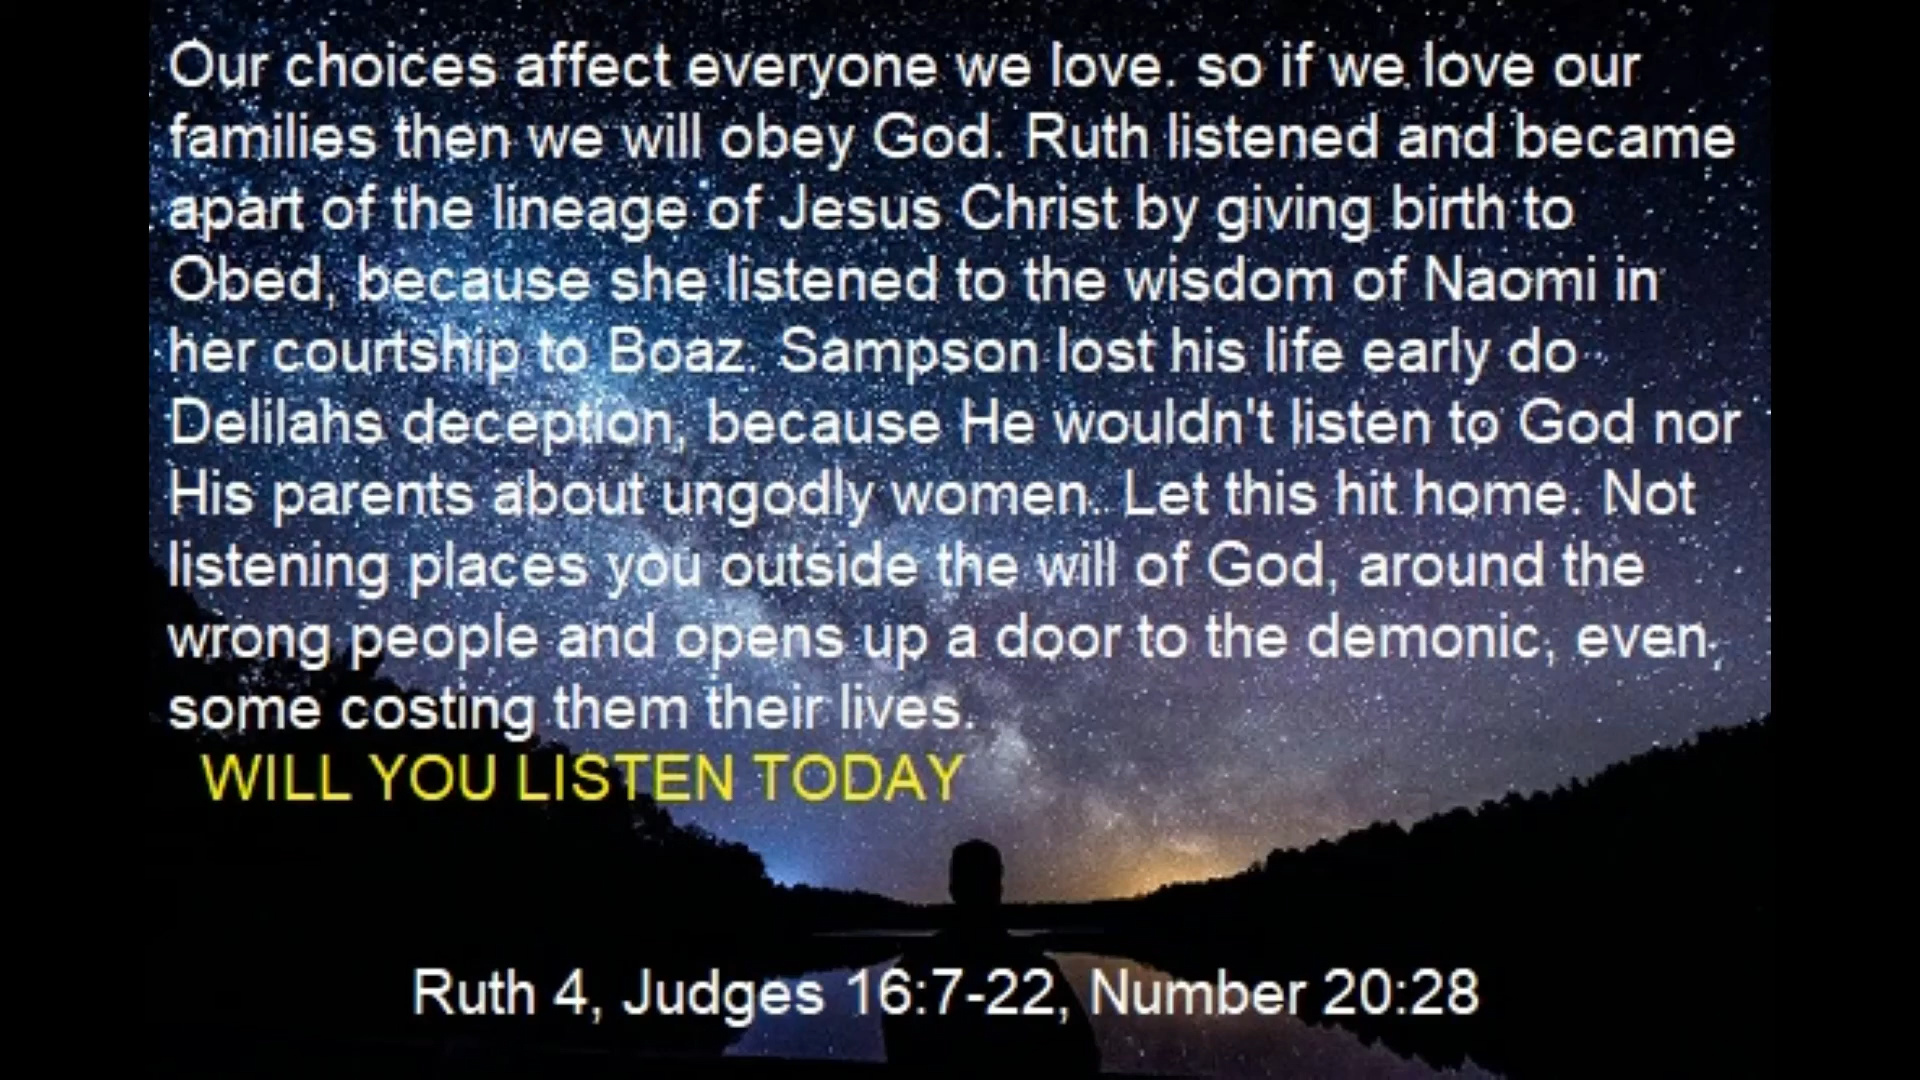 Our choices affect everyone we love. so if we love our
families then we will obey God. Ruth listened and became
apart of the lineage of Jesus Christ by giving birth to
Obed, because she listened to the wisdom of Naomi in
her courtship to Boaz. Sampson lost his life early do
Delilahs deception, because He wouldn't listen to God nor
His parents about ungodly women. Let this hit home. Not
listening places you outside the will of God, around the
wrong people and opens up a door to the demonic, even,
some costing them their lives.
WILL YOU LISTEN TODAY
Ruth 4, Judges 16:7-22, Number 20:28